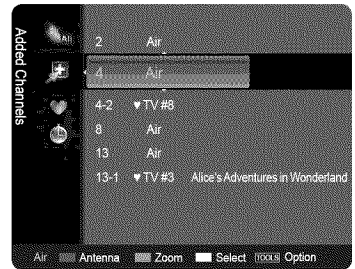 Added Channels
All
2 Air
4 Air
4-2 ♥ TV #8
8 Air
13 Air
13-1 ♥ TV #3 Alice's Adventures in Wonderland
Air Antenna Zoom Select TOOLS Option